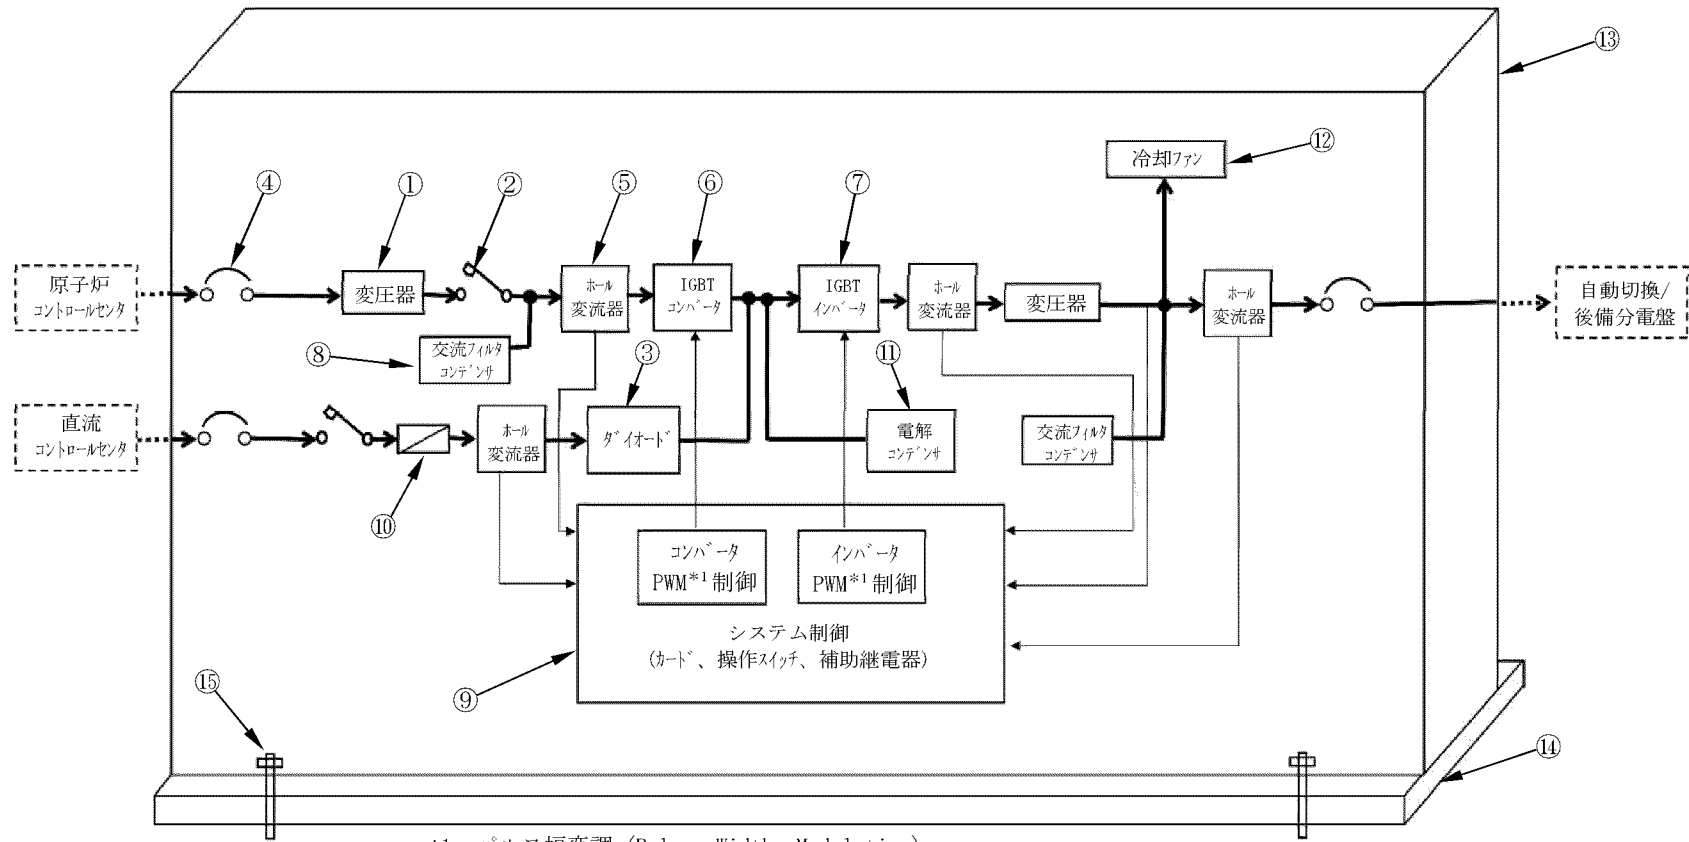 ⑬
⑫
冷却ファン
④
①
②
⑤
⑥
⑦
原子炉
コントロールセンタ
変圧器
ホール
変流器
IGBT
コンバータ
IGBT
インバータ
ホール
変流器
変圧器
ホール
変流器
自動切換/
後備分電盤
⑧
交流フィルタ
コンデンサ
③
⑪
直流
コントロールセンタ
ホール
変流器
ダイオード
電解
コンデンサ
交流フィルタ
コンデンサ
⑩
コンバータ
PWM*1制御
インバータ
PWM*1制御
システム制御
(カード、操作スイッチ、補助継電器)
⑨
⑮
⑭